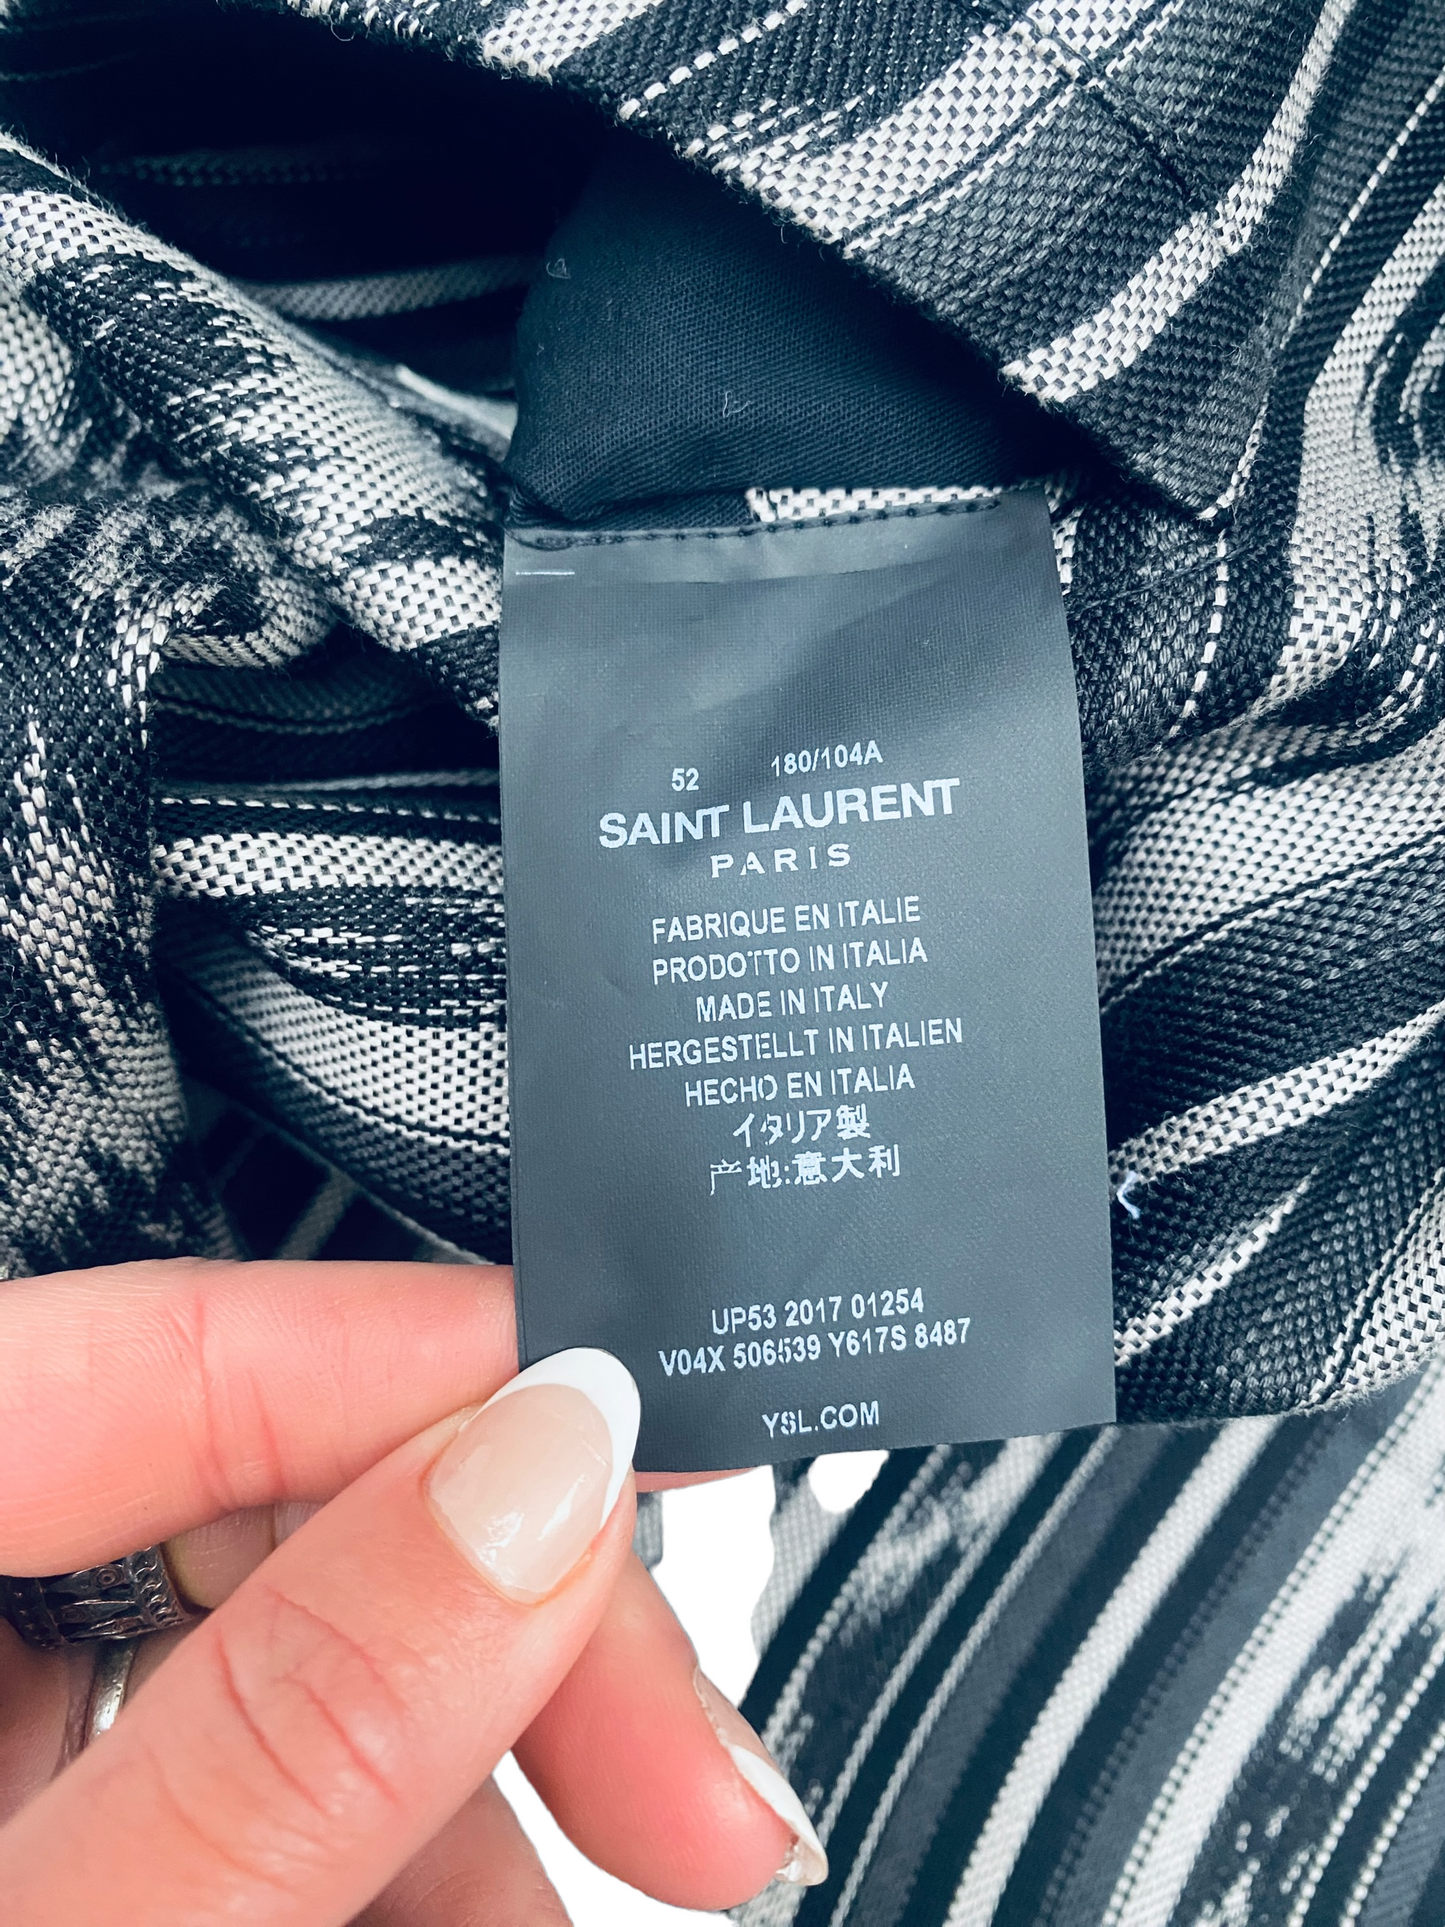 52 180/104A
SAINT LAURENT
PARIS
FABRIQUE EN ITALIE
PRODOTTO IN ITALIA
MADE IN ITALY
HERGESTELLT IN ITALIEN
HECHO EN ITALIA
イタリア製
产地:意大利
UP53 2017 01254
V04X 506539 Y617S 8487
YSL.COM